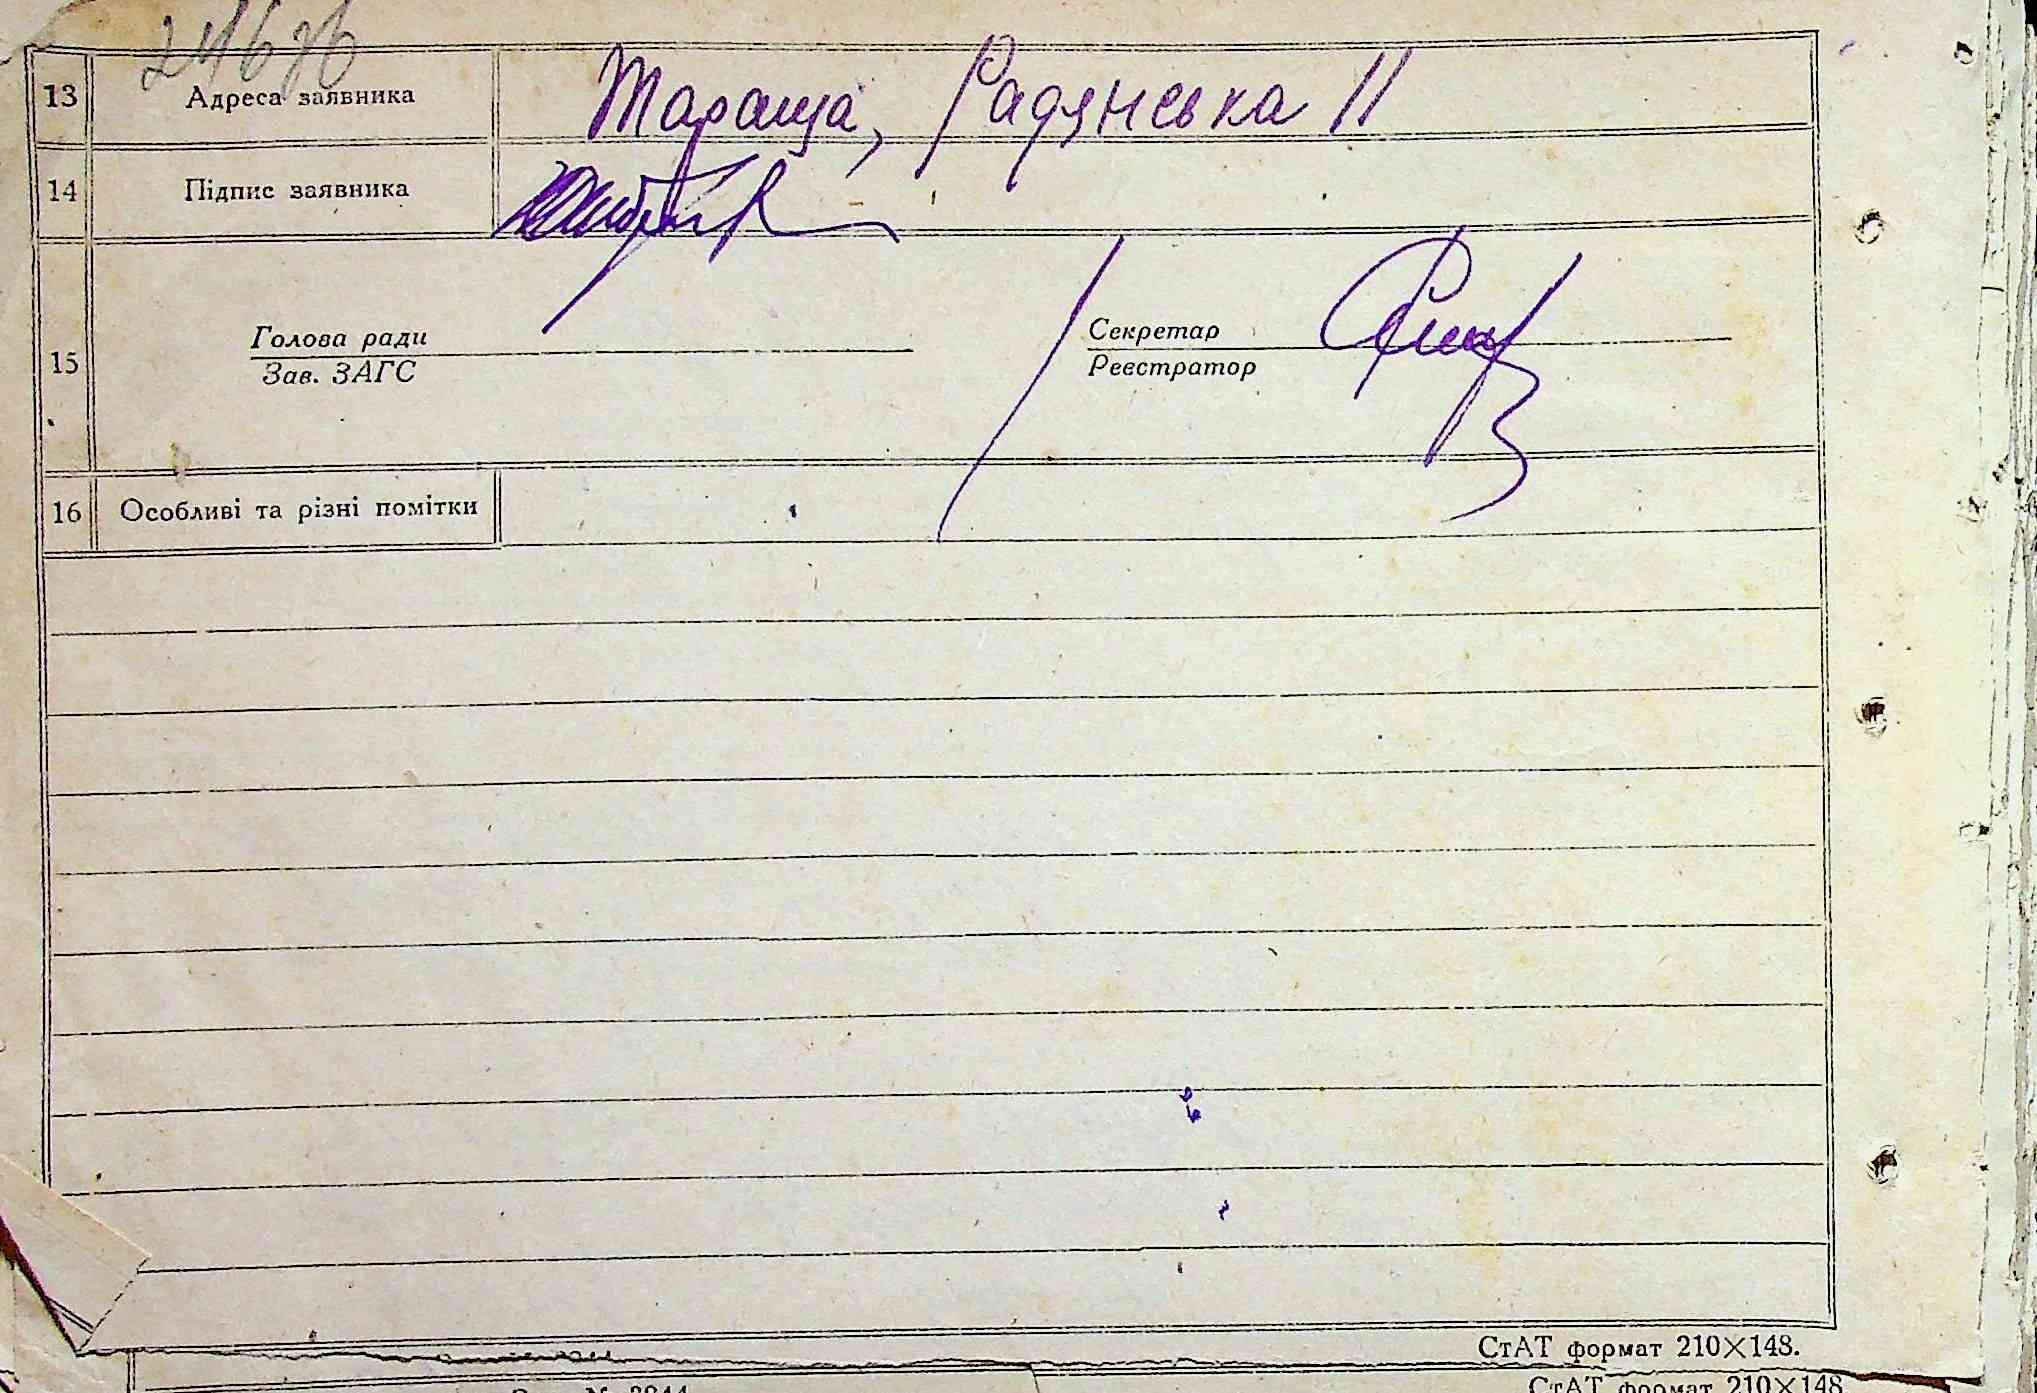 13 Адреса заявника Тараща, Радянська 11
14 Підпис заявника
15 Голова ради Секретар
Зав. ЗАГС Реєстратор
16 Особливі та різні помітки
СтАТ формат 210×148.
СтАТ формат 210×148